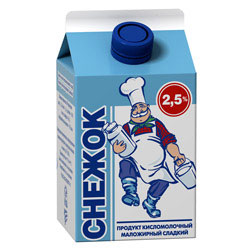 СНЕЖОК
2,5%
ПРОДУКТ КИСЛОМОЛОЧНЫЙ
МАЛОЖИРНЫЙ СЛАДКИЙ